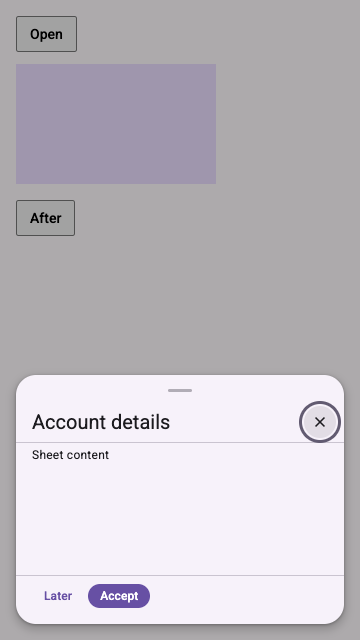 Open
After
Account details
Sheet content
Later
Accept